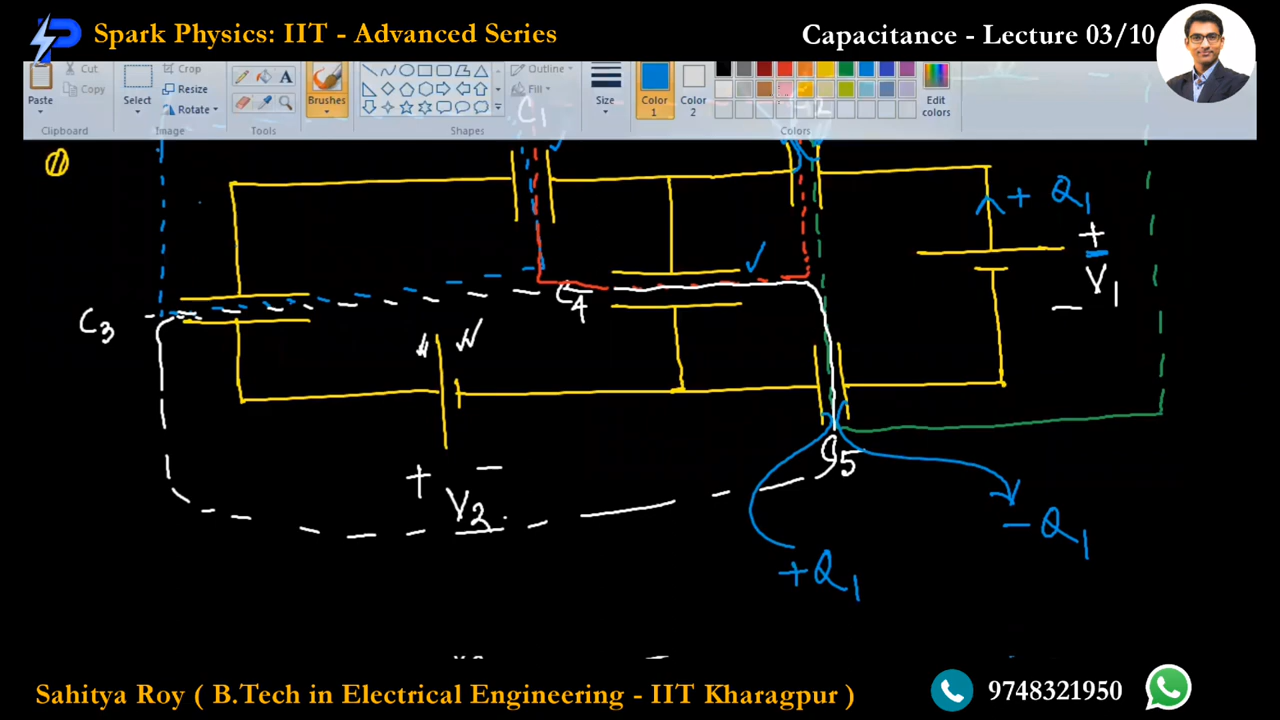 Spark Physics: IIT - Advanced Series
Capacitance - Lecture 03/10
Paste
Cut
Copy
Clipboard
Select
Crop
Resize
Rotate
Image
A
Tools
Brushes
Outline
Fill
Shapes
Size
Color 1
Color 2
Edit colors
Colors
C1
1
+ Q1
+
V1
−
C3
C4
+ −
V2
C5
− Q1
+Q1
Sahitya Roy ( B.Tech in Electrical Engineering - IIT Kharagpur )
9748321950